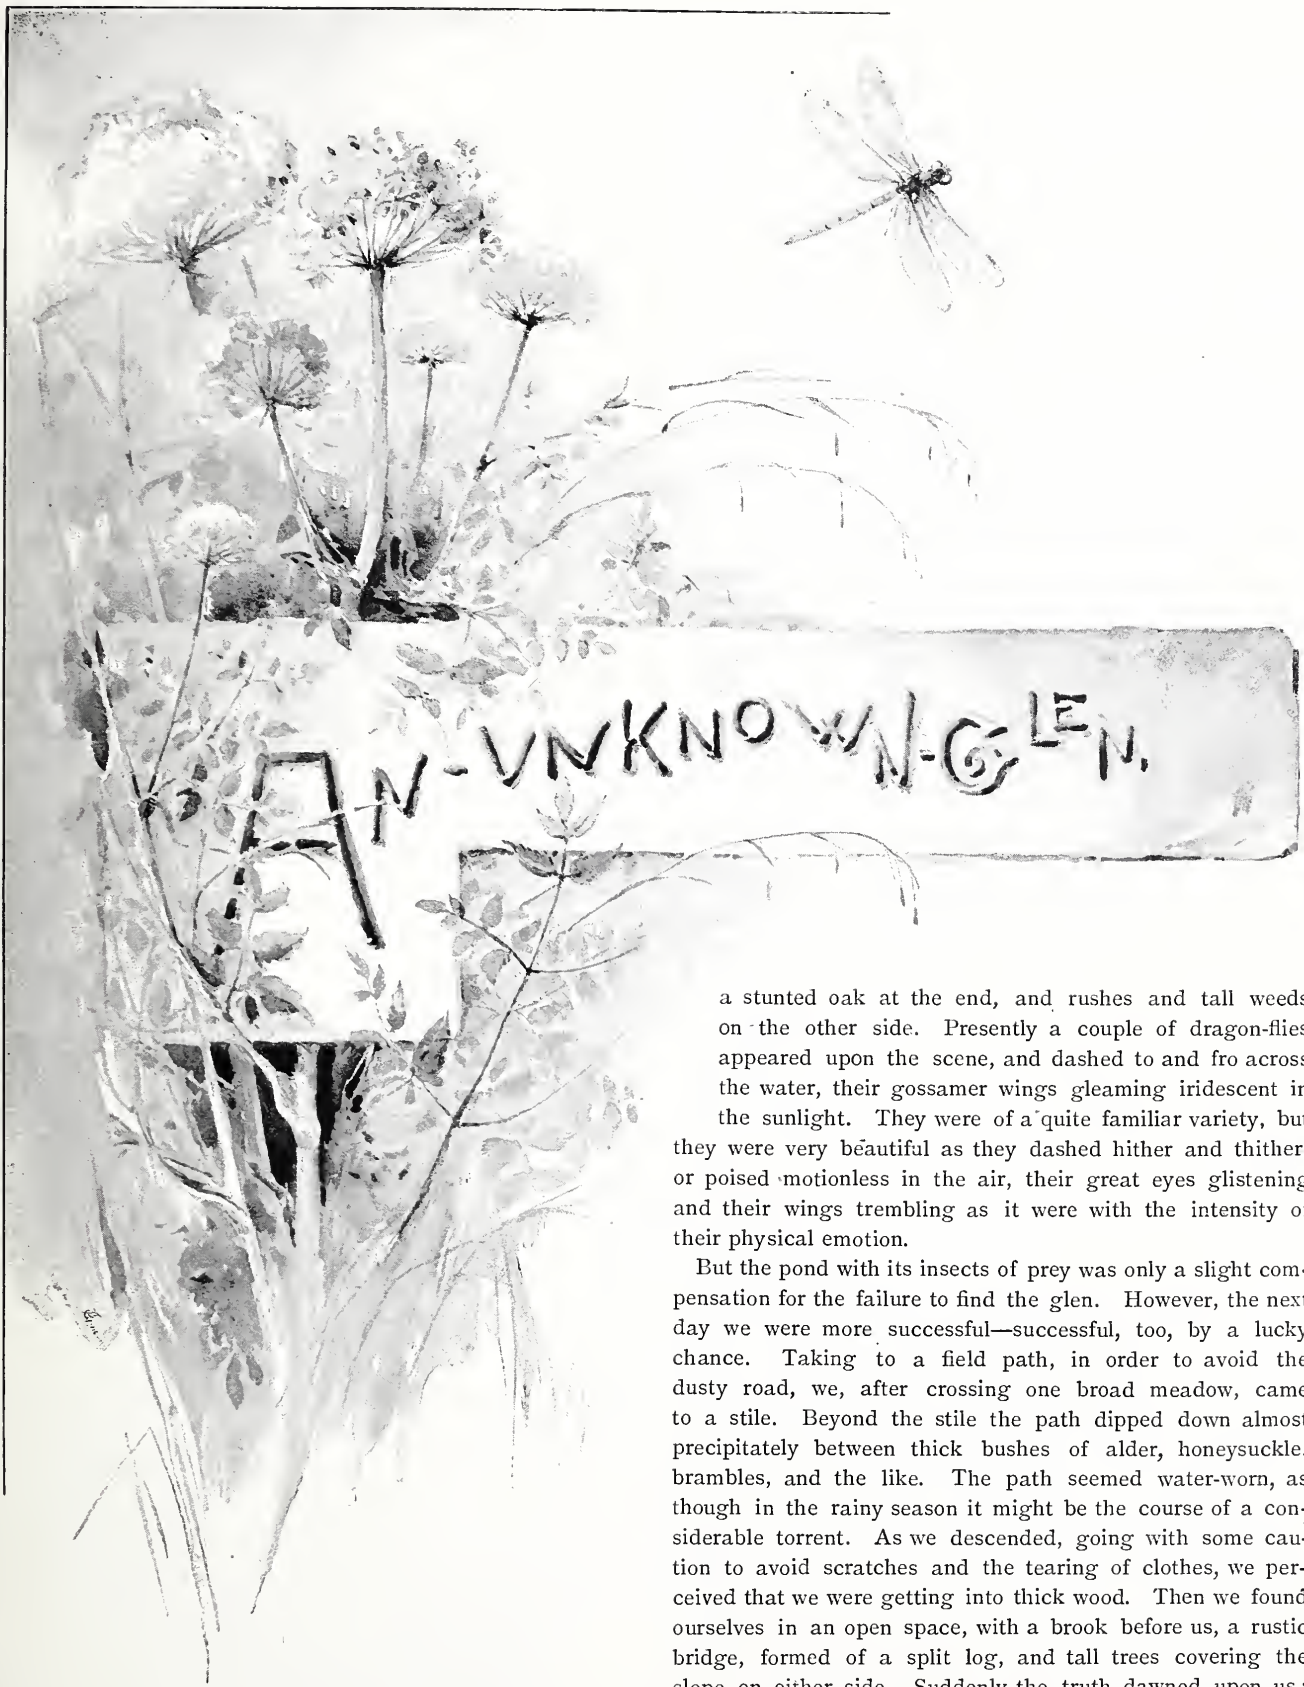 AN-UNKNOWN-GLEN.
a stunted oak at the end, and rushes and tall weeds
on the other side. Presently a couple of dragon-flies
appeared upon the scene, and dashed to and fro across
the water, their gossamer wings gleaming iridescent in
the sunlight. They were of a quite familiar variety, but
they were very beautiful as they dashed hither and thither
or poised motionless in the air, their great eyes glistening
and their wings trembling as it were with the intensity of
their physical emotion.
But the pond with its insects of prey was only a slight com-
pensation for the failure to find the glen. However, the next
day we were more successful—successful, too, by a lucky
chance. Taking to a field path, in order to avoid the
dusty road, we, after crossing one broad meadow, came
to a stile. Beyond the stile the path dipped down almost
precipitately between thick bushes of alder, honeysuckle,
brambles, and the like. The path seemed water-worn, as
though in the rainy season it might be the course of a con-
siderable torrent. As we descended, going with some cau-
tion to avoid scratches and the tearing of clothes, we per-
ceived that we were getting into thick wood. Then we found
ourselves in an open space, with a brook before us, a rustic
bridge, formed of a split log, and tall trees covering the
slope on either side. Suddenly the truth dawned upon us: